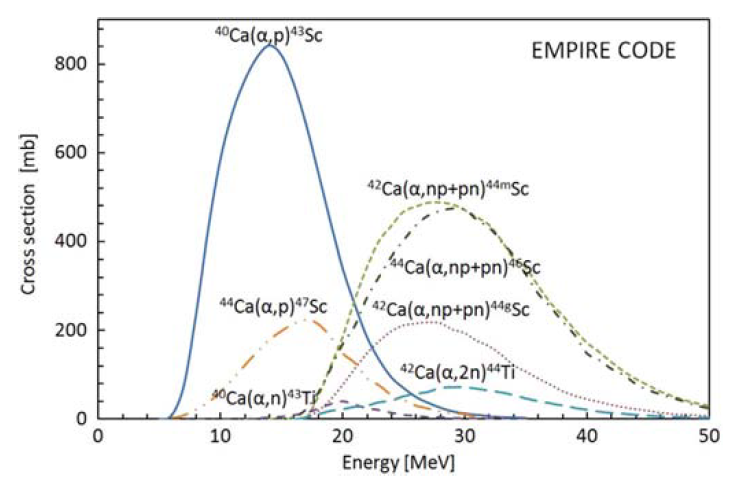 ⁴⁰Ca(α,p)⁴³Sc
EMPIRE CODE
800
⁴²Ca(α,np+pn)⁴⁴ᵐSc
600
⁴⁴Ca(α,np+pn)⁴⁶Sc
400
⁴⁴Ca(α,p)⁴⁷Sc
⁴²Ca(α,np+pn)⁴⁴ᵍSc
200
⁴²Ca(α,2n)⁴⁴Ti
⁴⁰Ca(α,n)⁴³Ti
0
0 10 20 30 40 50
Energy [MeV]
Cross section [mb]